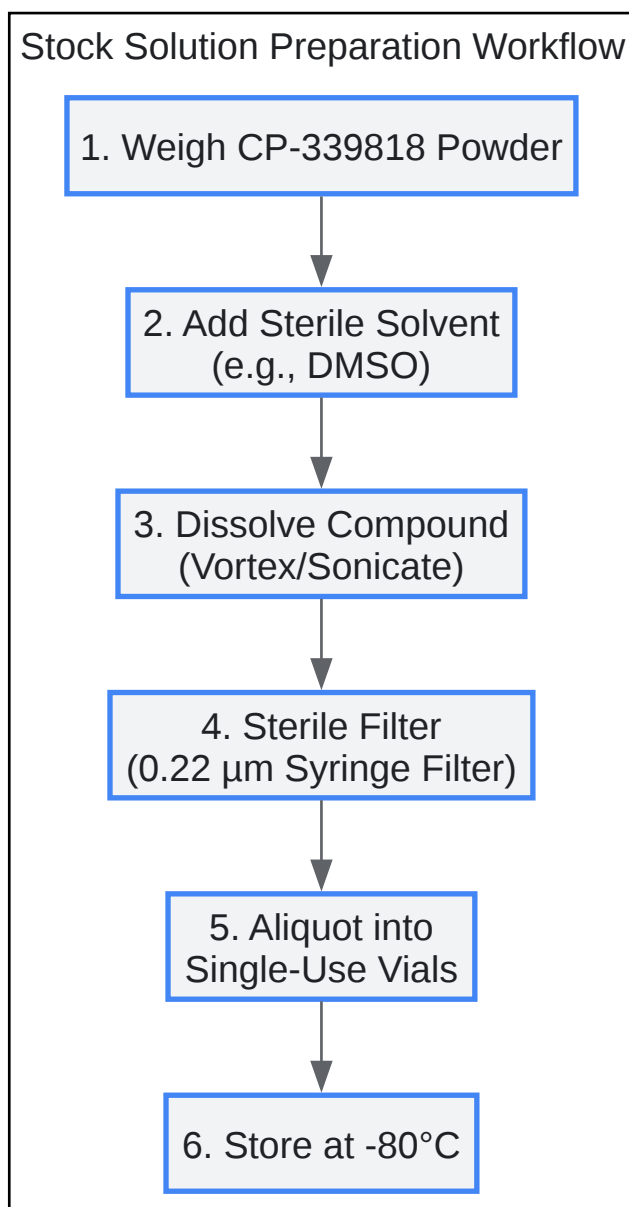 Stock Solution Preparation Workflow
1. Weigh CP-339818 Powder
2. Add Sterile Solvent
(e.g., DMSO)
3. Dissolve Compound
(Vortex/Sonicate)
4. Sterile Filter
(0.22 µm Syringe Filter)
5. Aliquot into
Single-Use Vials
6. Store at -80°C